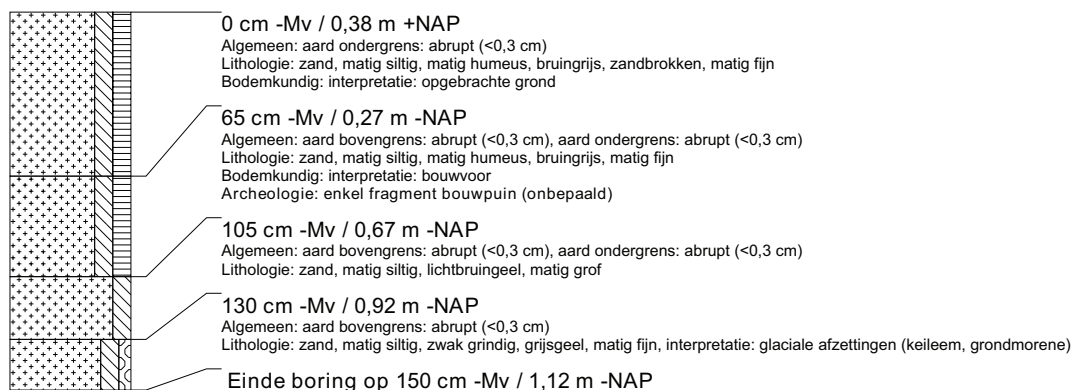 0 cm -Mv / 0,38 m +NAP
Algemeen: aard ondergrens: abrupt (<0,3 cm)
Lithologie: zand, matig siltig, matig humeus, bruingrijs, zandbrokken, matig fijn
Bodemkundig: interpretatie: opgebrachte grond
65 cm -Mv / 0,27 m -NAP
Algemeen: aard bovengrens: abrupt (<0,3 cm), aard ondergrens: abrupt (<0,3 cm)
Lithologie: zand, matig siltig, matig humeus, bruingrijs, matig fijn
Bodemkundig: interpretatie: bouwvoor
Archeologie: enkel fragment bouwpuin (onbepaald)
105 cm -Mv / 0,67 m -NAP
Algemeen: aard bovengrens: abrupt (<0,3 cm), aard ondergrens: abrupt (<0,3 cm)
Lithologie: zand, matig siltig, lichtbruingeel, matig grof
130 cm -Mv / 0,92 m -NAP
Algemeen: aard bovengrens: abrupt (<0,3 cm)
Lithologie: zand, matig siltig, zwak grindig, grijsgeel, matig fijn, interpretatie: glaciale afzettingen (keileem, grondmorene)
Einde boring op 150 cm -Mv / 1,12 m -NAP